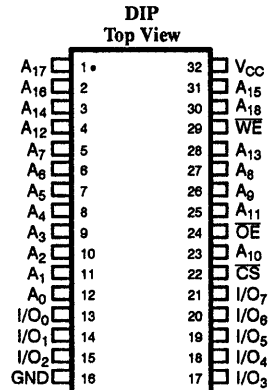 DIP
Top View
A17 1 32 VCC
A16 2 31 A15
A14 3 30 A18
A12 4 29 WE
A7 5 28 A13
A6 6 27 A8
A5 7 26 A9
A4 8 25 A11
A3 9 24 OE
A2 10 23 A10
A1 11 22 CS
A0 12 21 I/O7
I/O0 13 20 I/O6
I/O1 14 19 I/O5
I/O2 15 18 I/O4
GND 16 17 I/O3